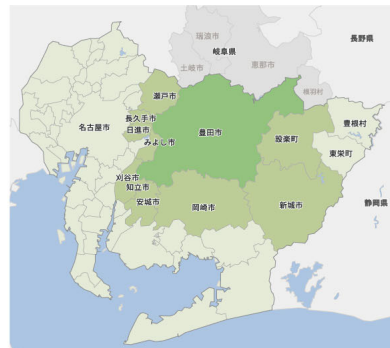 長野県
瑞浪市
岐阜県
土岐市
恵那市
根羽村
瀬戸市
長久手市
日進市
名古屋市
みよし市
豊田市
設楽町
豊根村
東栄町
刈谷市
知立市
安城市
岡崎市
新城市
静岡県